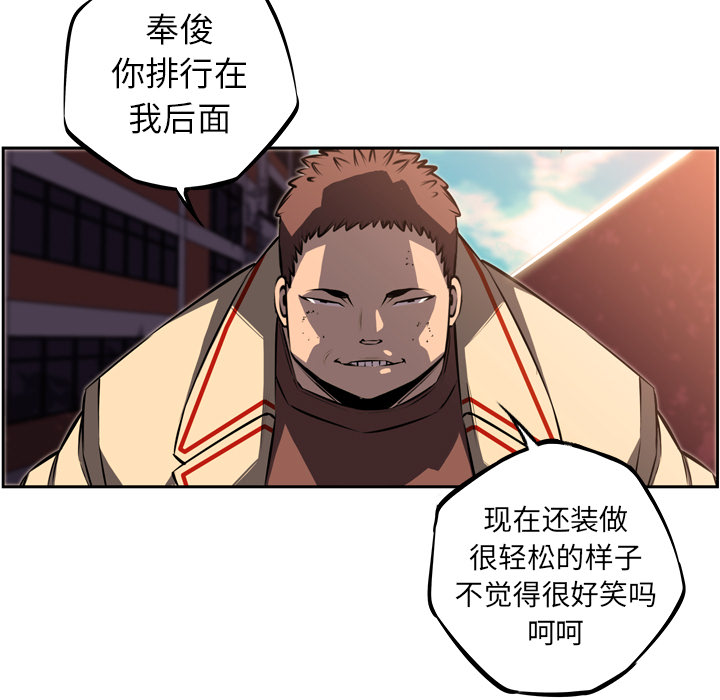 奉俊
你排行在
我后面
现在还装做
很轻松的样子
不觉得很好笑吗
呵呵